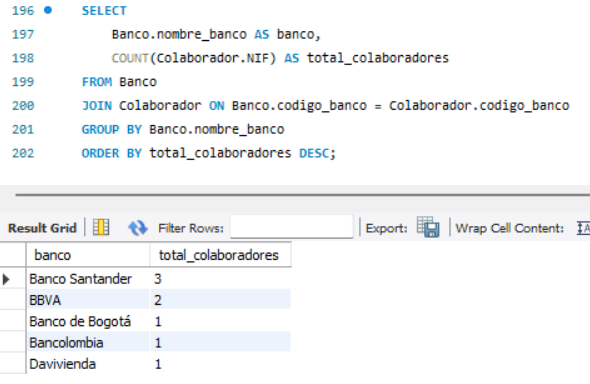 196 SELECT
197 Banco.nombre_banco AS banco,
198 COUNT(Colaborador.NIF) AS total_colaboradores
199 FROM Banco
200 JOIN Colaborador ON Banco.codigo_banco = Colaborador.codigo_banco
201 GROUP BY Banco.nombre_banco
202 ORDER BY total_colaboradores DESC;
Result Grid Filter Rows: Export: Wrap Cell Content:
banco total_colaboradores
Banco Santander 3
BBVA 2
Banco de Bogotá 1
Bancolombia 1
Davivienda 1